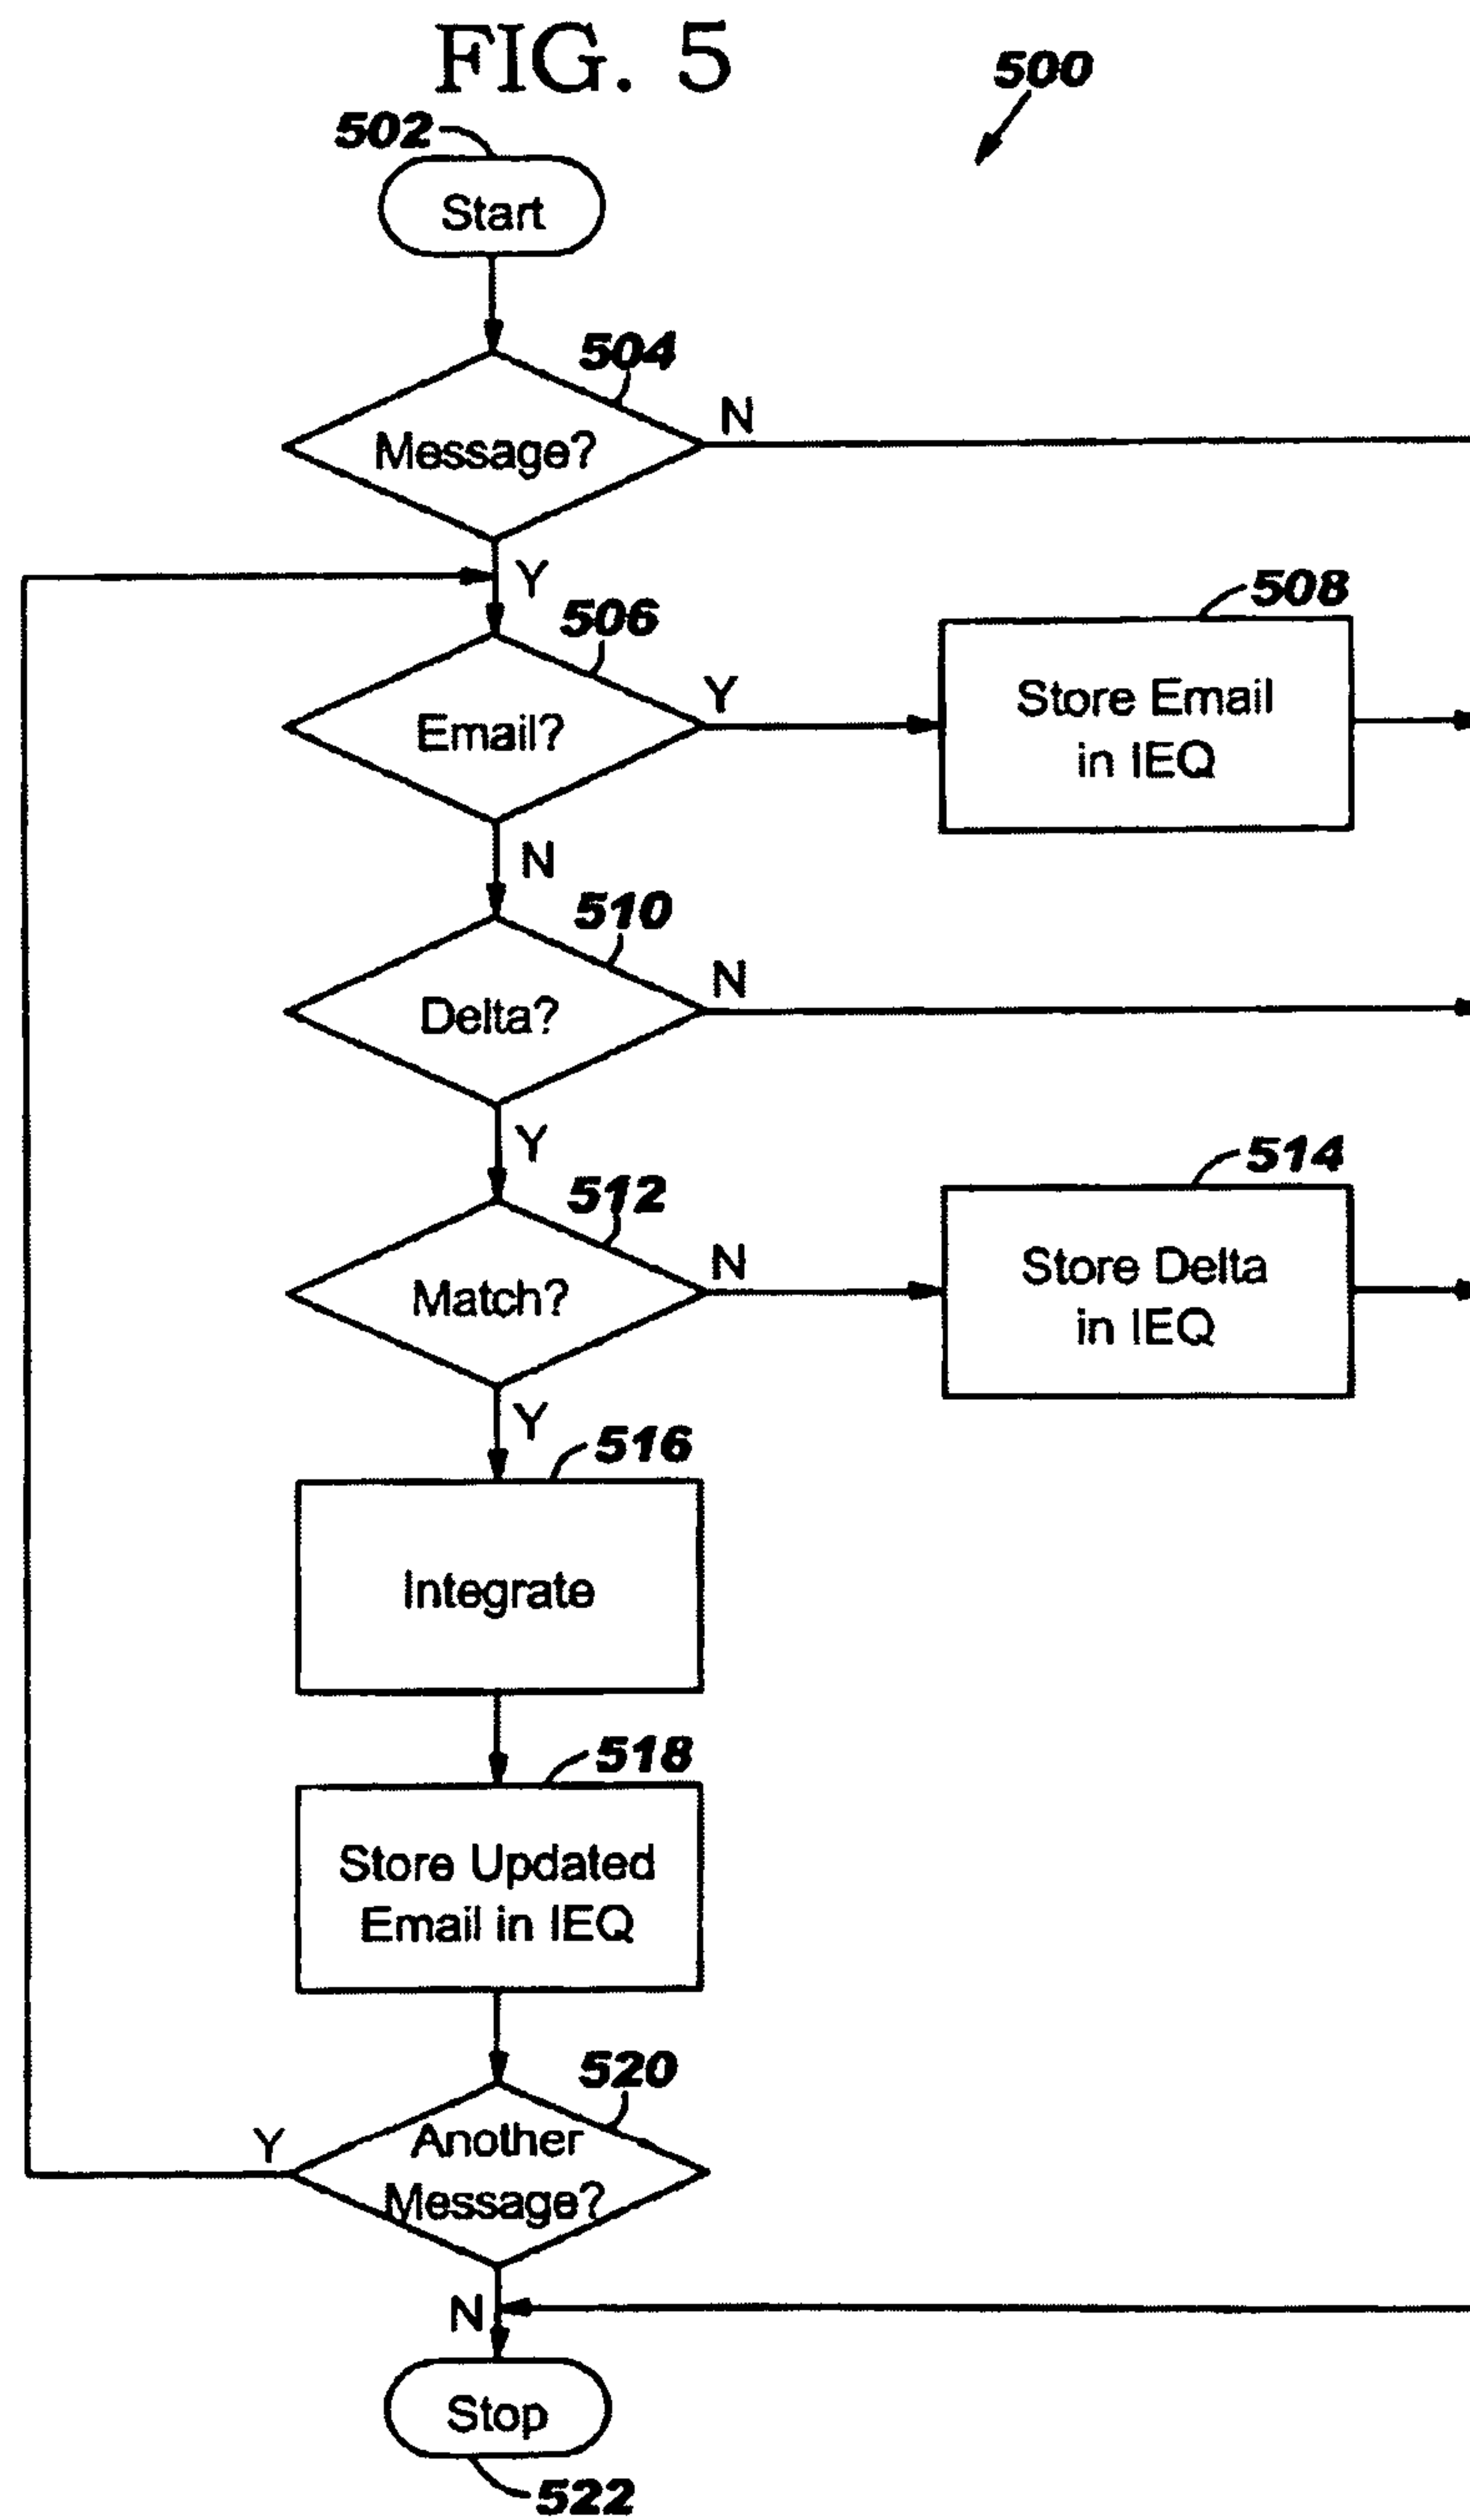 FIG. 5
500
502
Start
504
Message?
N
Y
506
Email?
Y
508
Store Email
in IEQ
N
510
Delta?
N
Y
512
Match?
N
514
Store Delta
in IEQ
Y
516
Integrate
518
Store Updated
Email in IEQ
520
Another
Message?
Y
N
Stop
522